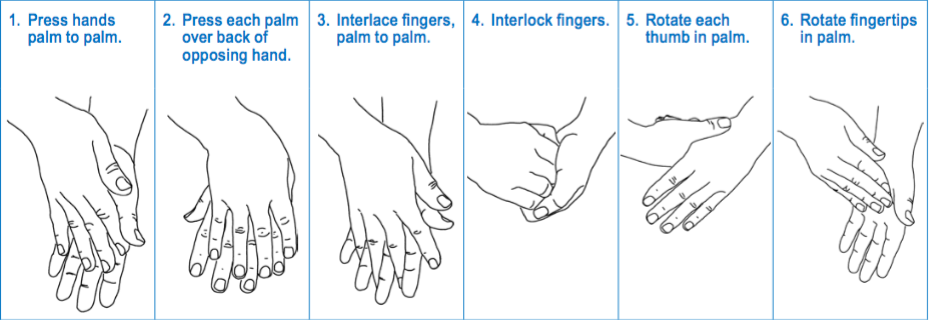 1. Press hands
palm to palm.
2. Press each palm
over back of
opposing hand.
3. Interlace fingers,
palm to palm.
4. Interlock fingers.
5. Rotate each
thumb in palm.
6. Rotate fingertips
in palm.